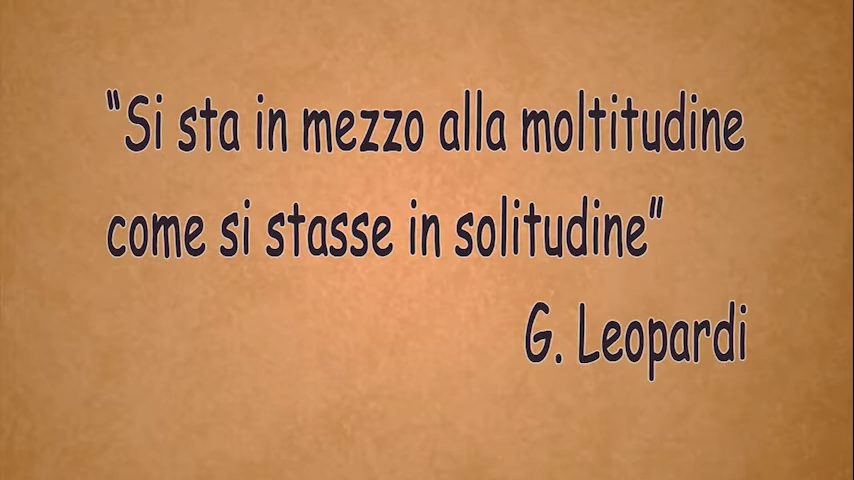 “Si sta in mezzo alla moltitudine
come si stasse in solitudine”
G. Leopardi